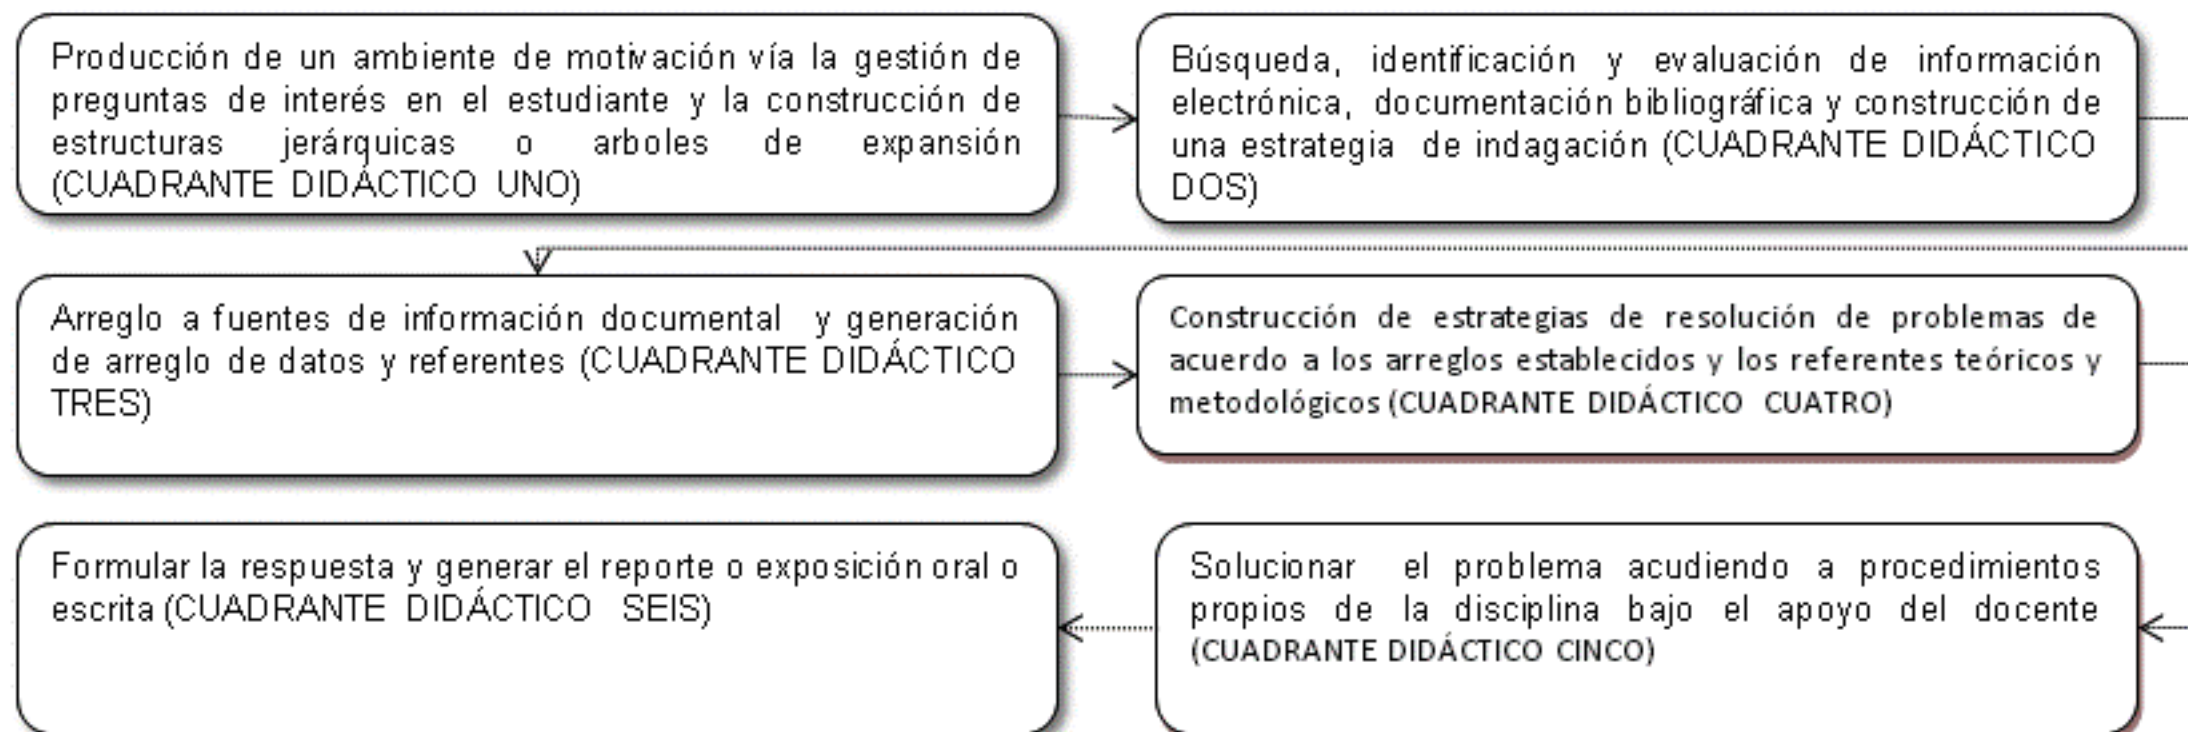 Producción de un ambiente de motivación vía la gestión de
preguntas de interés en el estudiante y la construcción de
estructuras jerárquicas o arboles de expansión
(CUADRANTE DIDÁCTICO UNO)
Búsqueda, identificación y evaluación de información
electrónica, documentación bibliográfica y construcción de
una estrategia de indagación (CUADRANTE DIDÁCTICO
DOS)
Arreglo a fuentes de información documental y generación
de arreglo de datos y referentes (CUADRANTE DIDÁCTICO
TRES)
Construcción de estrategias de resolución de problemas de
acuerdo a los arreglos establecidos y los referentes teóricos y
metodológicos (CUADRANTE DIDÁCTICO CUATRO)
Formular la respuesta y generar el reporte o exposición oral o
escrita (CUADRANTE DIDÁCTICO SEIS)
Solucionar el problema acudiendo a procedimientos
propios de la disciplina bajo el apoyo del docente
(CUADRANTE DIDÁCTICO CINCO)